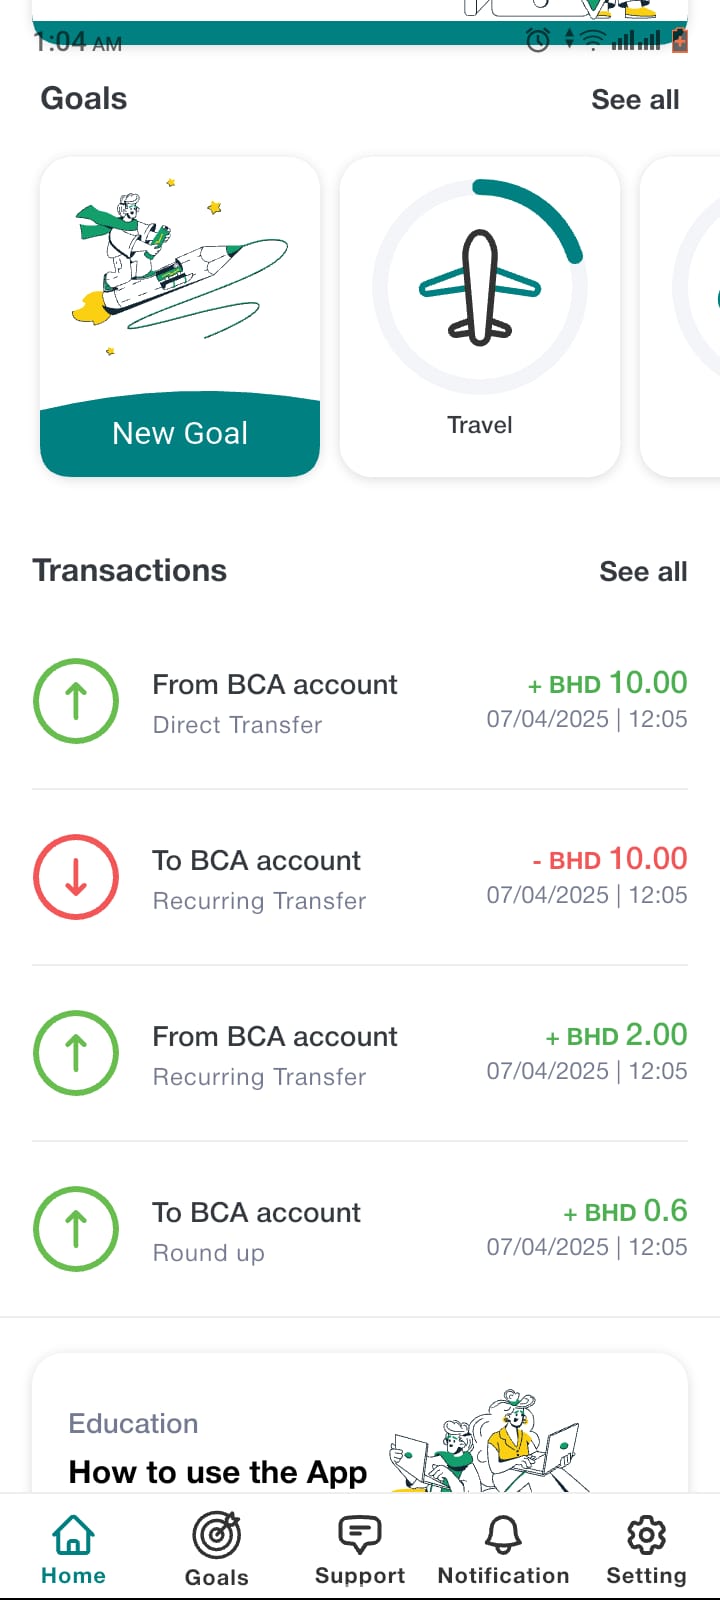 1:04 AM
Goals
See all
New Goal
Travel
Transactions
See all
From BCA account
+ BHD 10.00
Direct Transfer
07/04/2025 | 12:05
To BCA account
- BHD 10.00
Recurring Transfer
07/04/2025 | 12:05
From BCA account
+ BHD 2.00
Recurring Transfer
07/04/2025 | 12:05
To BCA account
+ BHD 0.6
Round up
07/04/2025 | 12:05
Education
How to use the App
Home
Goals
Support
Notification
Setting